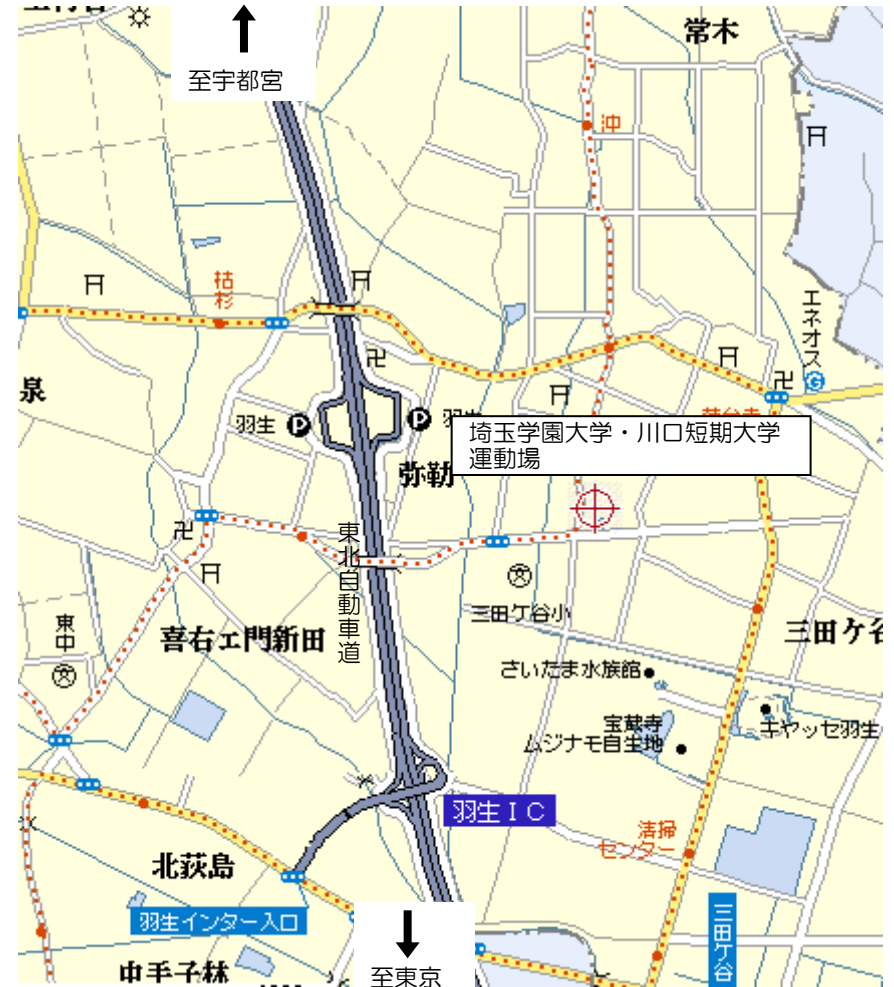 常木
至宇都宮
沖
枯杉
エネオス
泉
羽生
P
P
埼玉学園大学・川口短期大学
運動場
弥勒
東北自動車道
三田ケ谷小
東中
喜右ェ門新田
三田ケ谷
さいたま水族館
宝蔵寺
ムジナモ自生地
キヤッセ羽生
羽生IC
清掃
センター
北荻島
羽生インター入口
三田ケ谷
中手子林
至東京